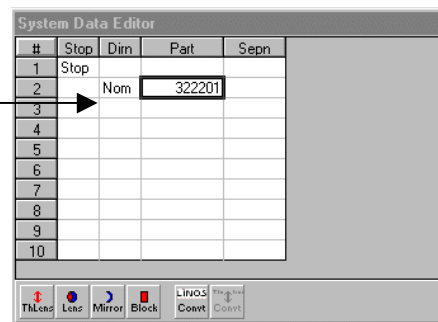 System Data Editor
# Stop Dirn Part Sepn
1 Stop
2 Nom 322201
3
4
5
6
7
8
9
10
LINOS
ThLens Lens Mirror Block Convt Convt